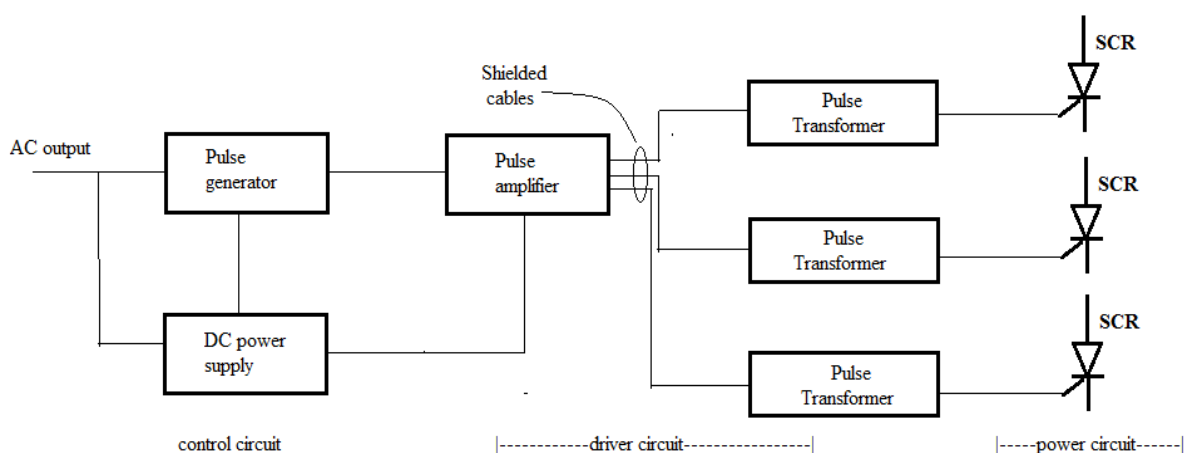 AC output
Pulse
generator
DC power
supply
Pulse
amplifier
Shielded
cables
Pulse
Transformer
SCR
Pulse
Transformer
SCR
Pulse
Transformer
SCR
control circuit
|---------------driver circuit----------------|
|-----power circuit------|